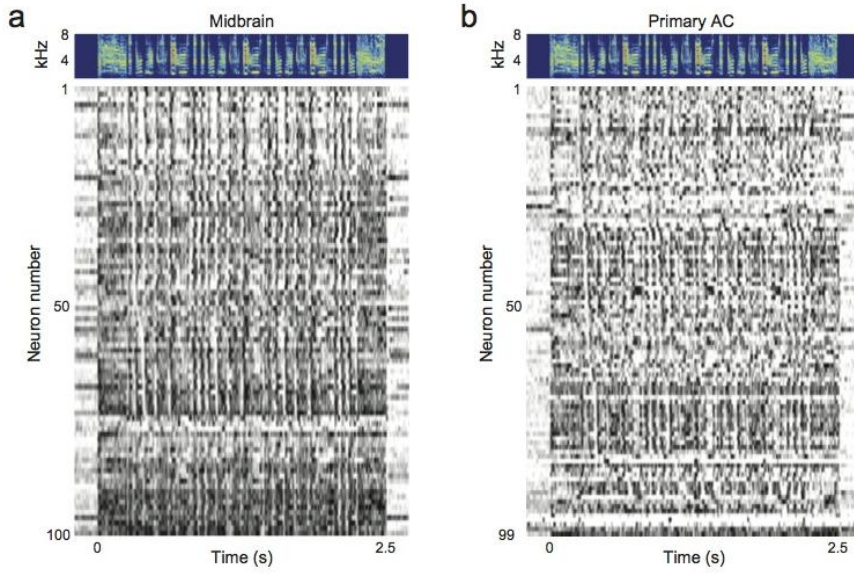 a
Midbrain
kHz
8
4
1
50
100
Neuron number
0
2.5
Time (s)
b
Primary AC
kHz
8
4
1
50
99
Neuron number
0
2.5
Time (s)